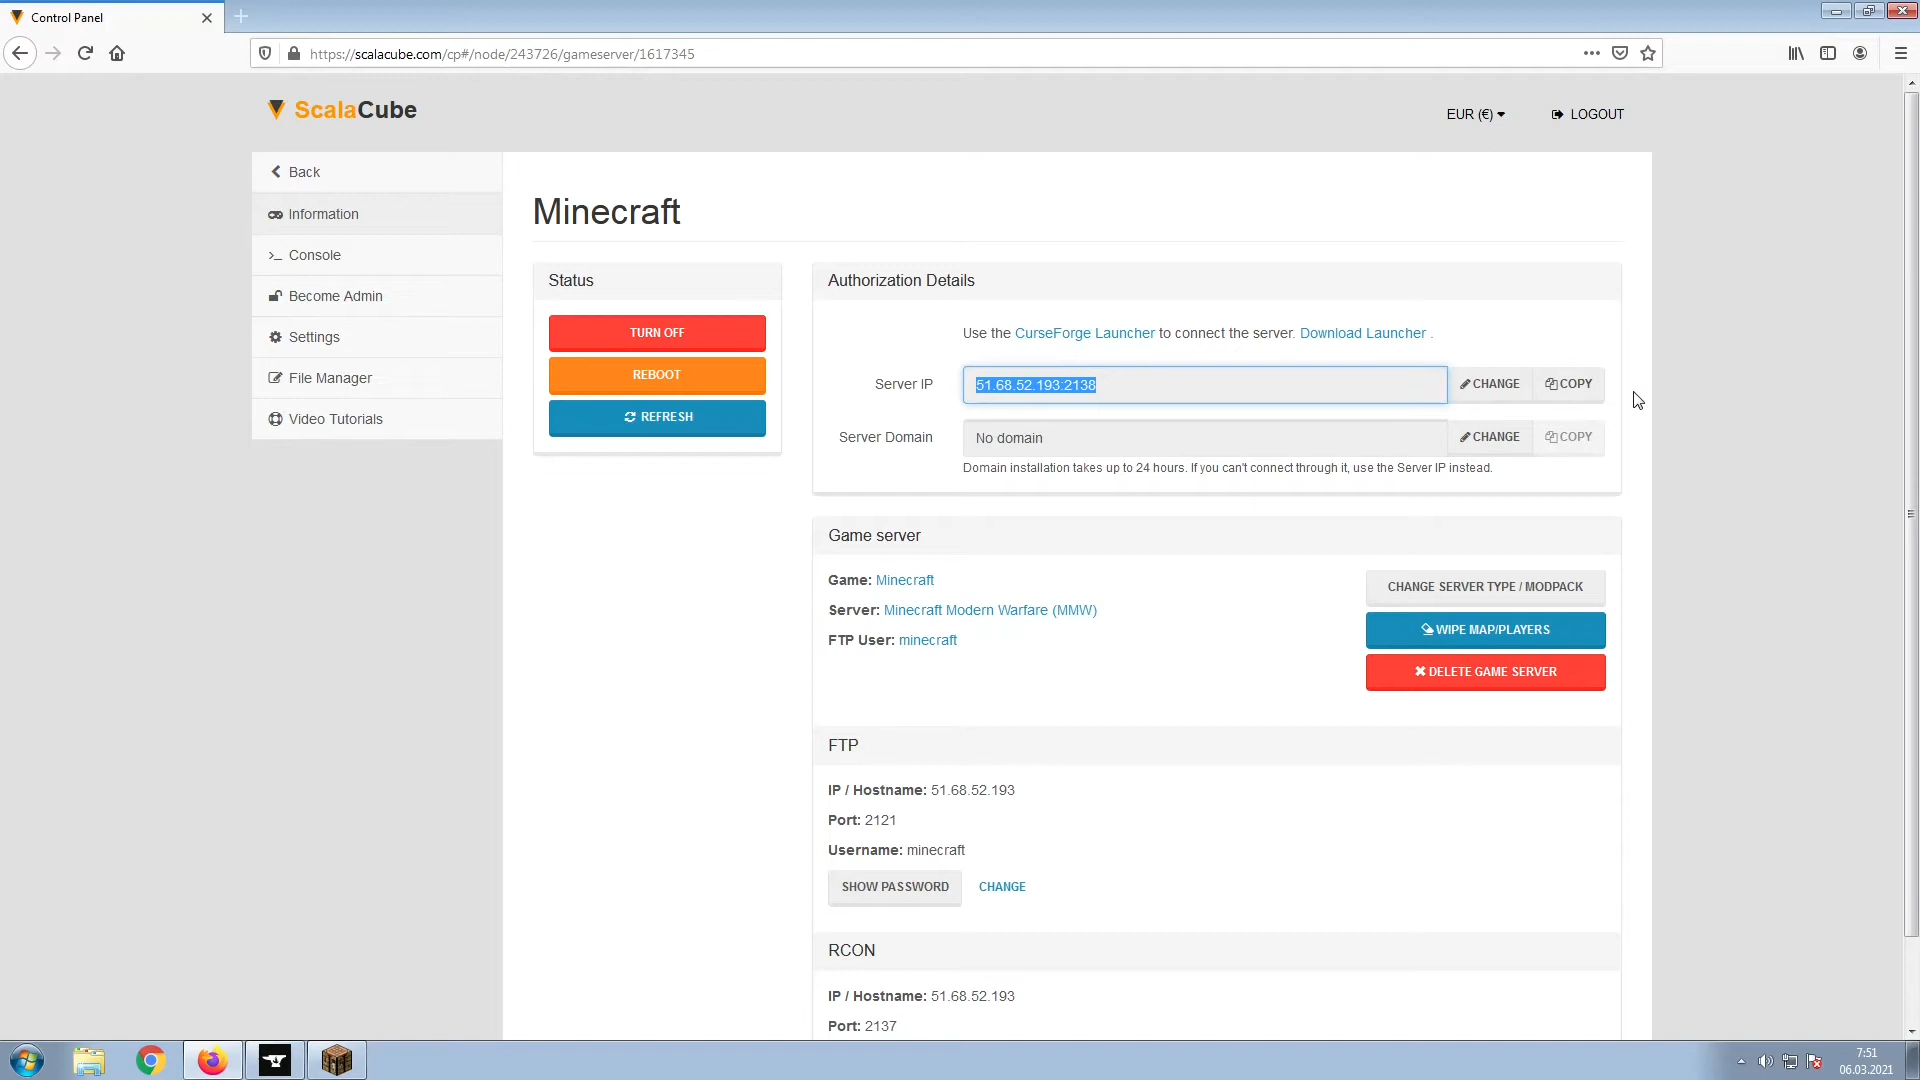 Control Panel
https://scalacube.com/cp#/node/243726/gameserver/1617345
ScalaCube
EUR (€)
LOGOUT
Back
Information
Console
Become Admin
Settings
File Manager
Video Tutorials
Minecraft
Status
TURN OFF
REBOOT
REFRESH
Authorization Details
Use the CurseForge Launcher to connect the server. Download Launcher .
Server IP
51.68.52.193:2138
CHANGE
COPY
Server Domain
No domain
CHANGE
COPY
Domain installation takes up to 24 hours. If you can't connect through it, use the Server IP instead.
Game server
Game: Minecraft
Server: Minecraft Modern Warfare (MMW)
FTP User: minecraft
CHANGE SERVER TYPE / MODPACK
WIPE MAP/PLAYERS
DELETE GAME SERVER
FTP
IP / Hostname: 51.68.52.193
Port: 2121
Username: minecraft
SHOW PASSWORD
CHANGE
RCON
IP / Hostname: 51.68.52.193
Port: 2137
7:51
06.03.2021